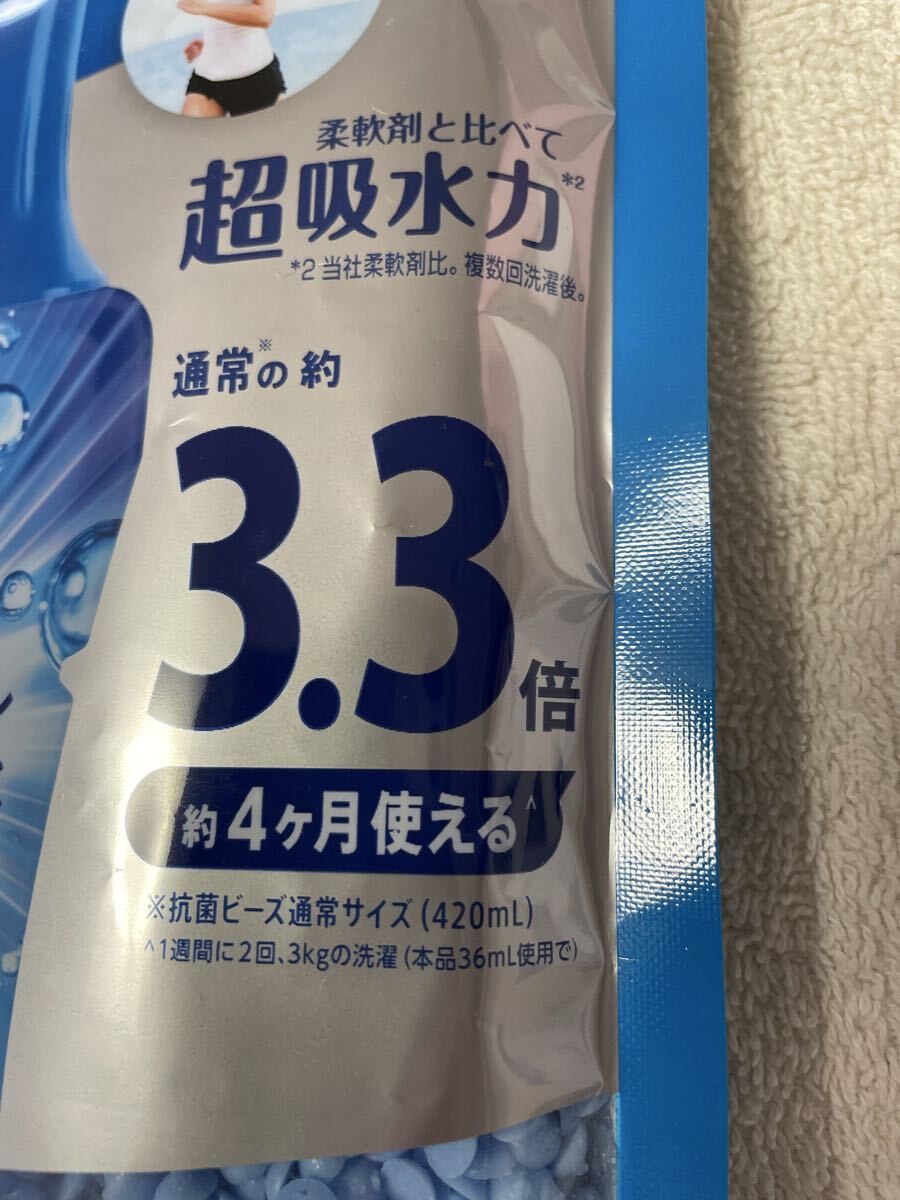 柔軟剤と比べて
超吸水力*2
*2 当社柔軟剤比。複数回洗濯後。
通常※の約
3.3倍
約4ヶ月使える^
※抗菌ビーズ通常サイズ(420mL)
^1週間に2回、3kgの洗濯(本品36mL使用で)